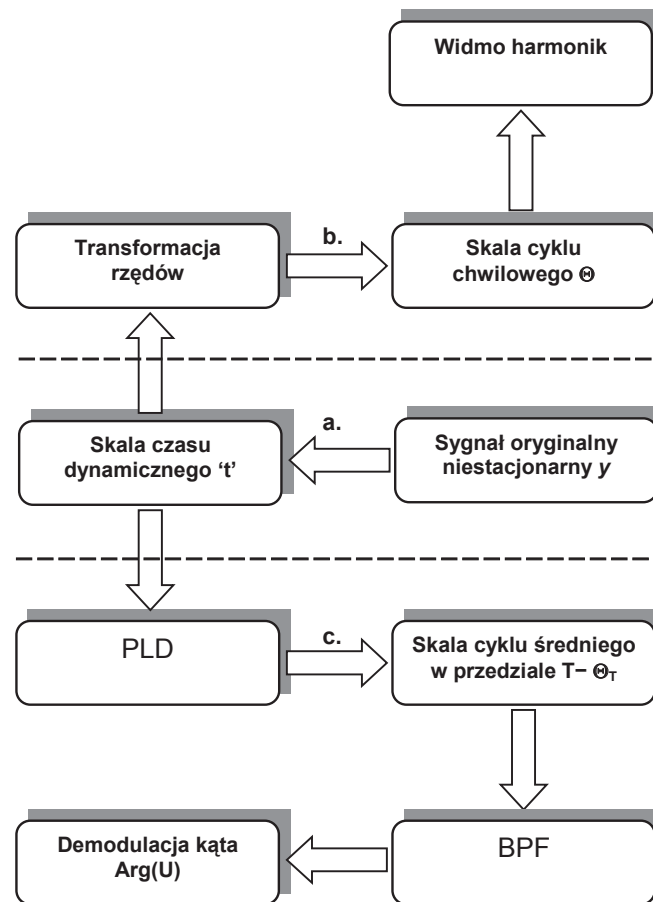 Widmo harmonik
Transformacja
rzędów
b.
Skala cyklu
chwilowego Θ
Skala czasu
dynamicznego ‘t’
a.
Sygnał oryginalny
niestacjonarny y
PLD
c.
Skala cyklu średniego
w przedziale T− ΘT
Demodulacja kąta
Arg(U)
BPF